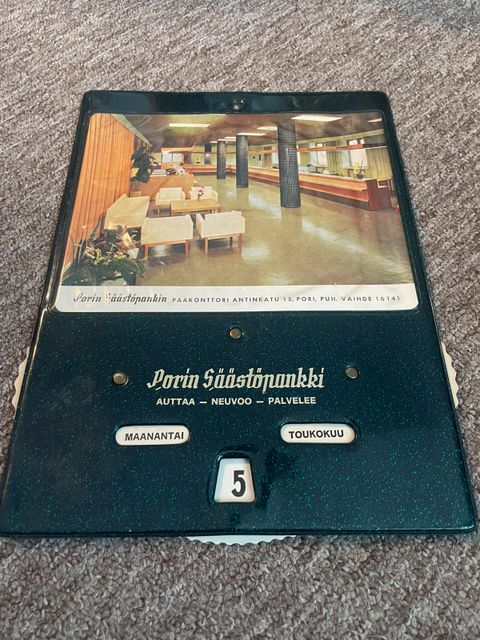 Porin Säästöpankin PÄÄKONTTORI ANTINKATU 15, PORI, PUH. VAIHDE 16141
Porin Säästöpankki
AUTTAA — NEUVOO — PALVELEE
MAANANTAI
TOUKOKUU
5